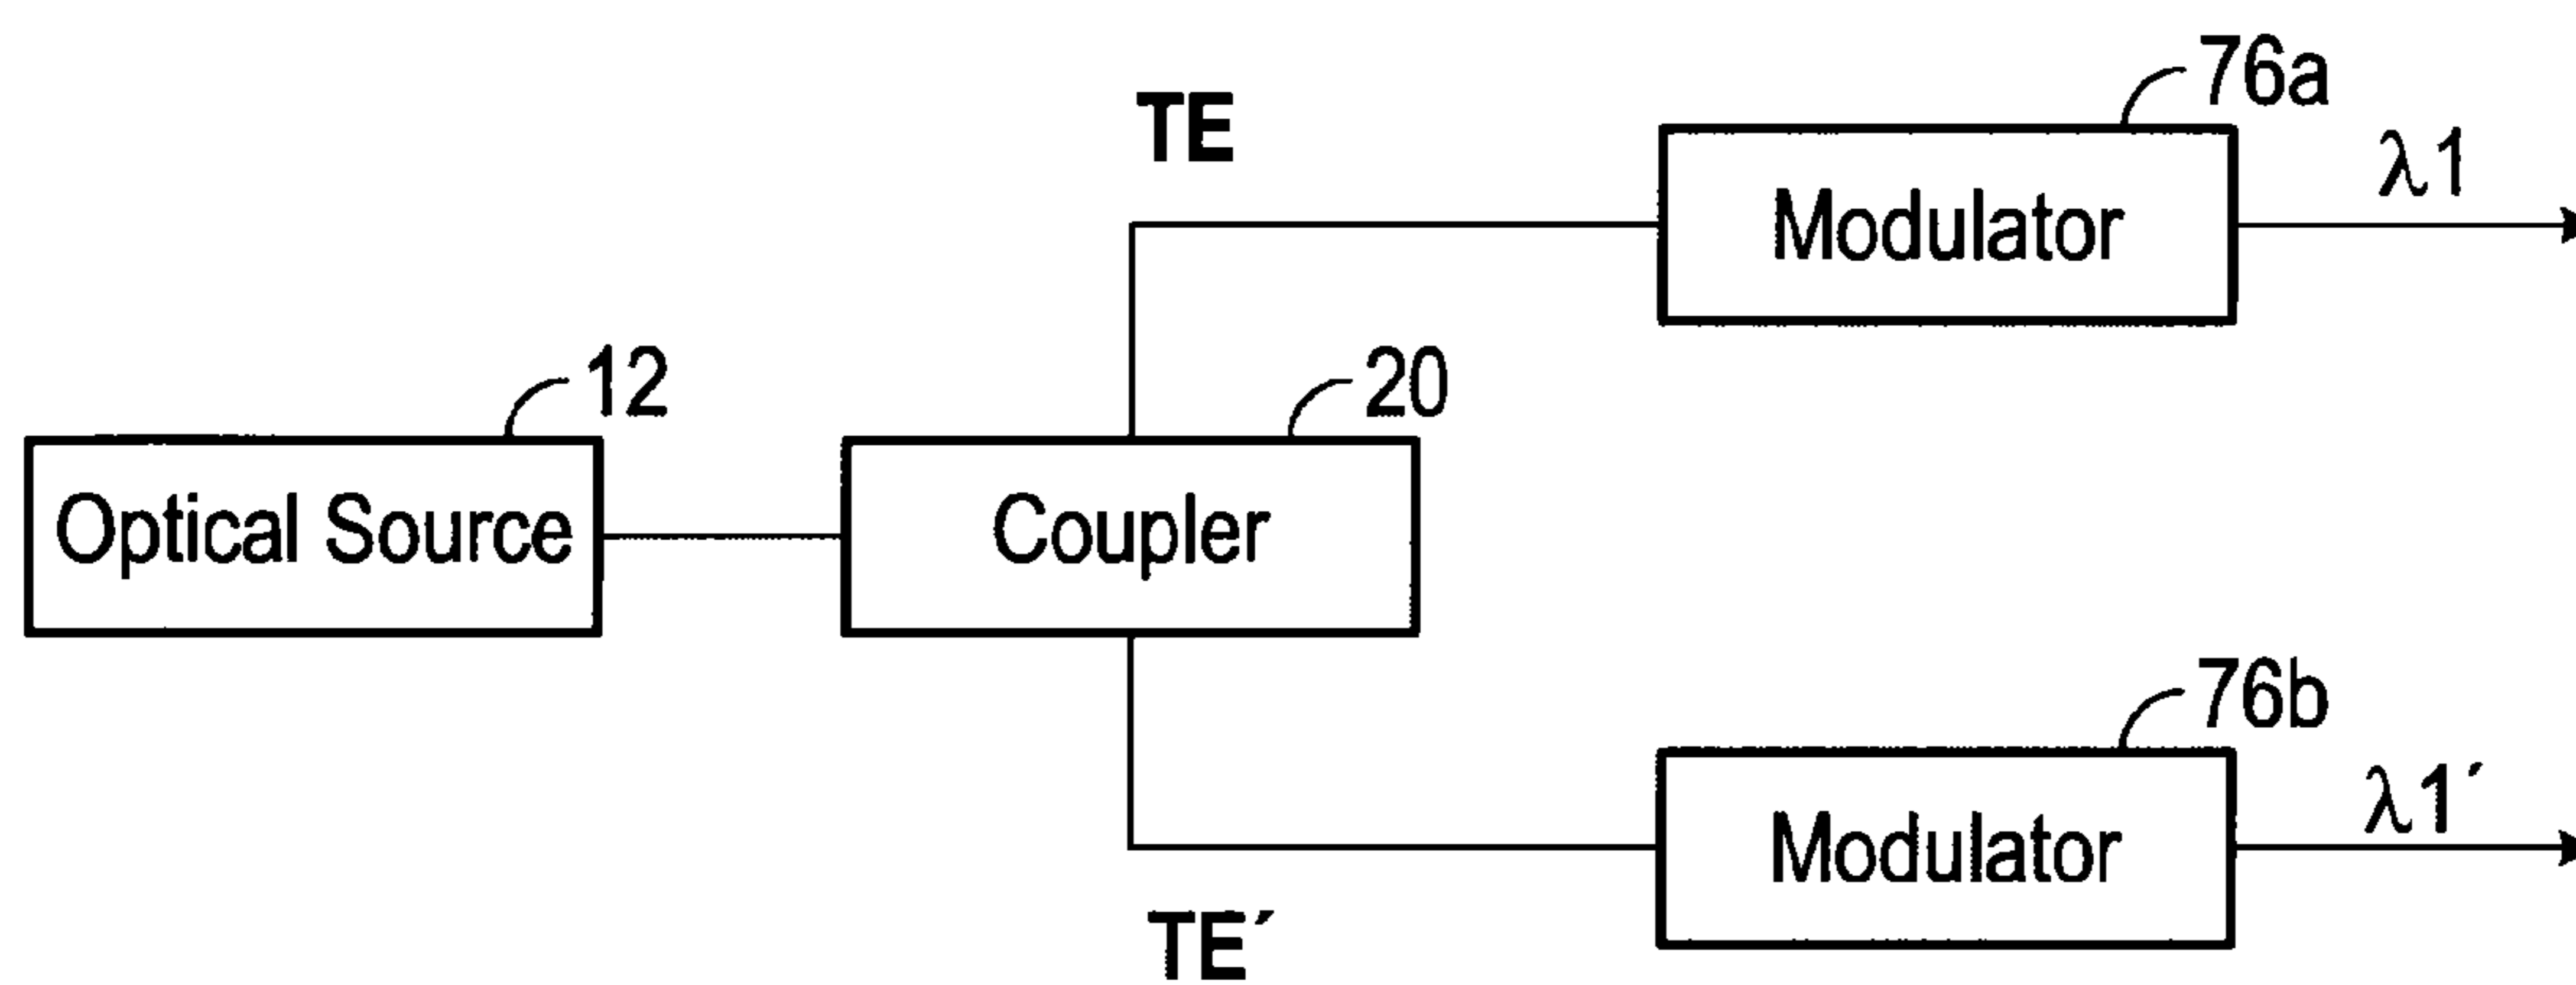 76a
TE
λ1
Modulator
12
20
Optical Source
Coupler
76b
λ1´
Modulator
TE´